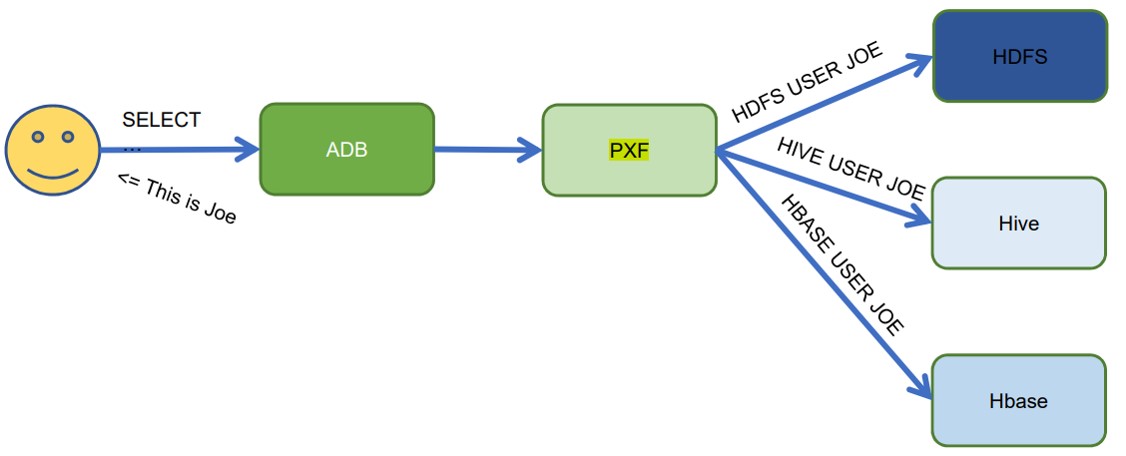 SELECT
...
<= This is Joe
ADB
PXF
HDFS USER JOE
HIVE USER JOE
HBASE USER JOE
HDFS
Hive
Hbase